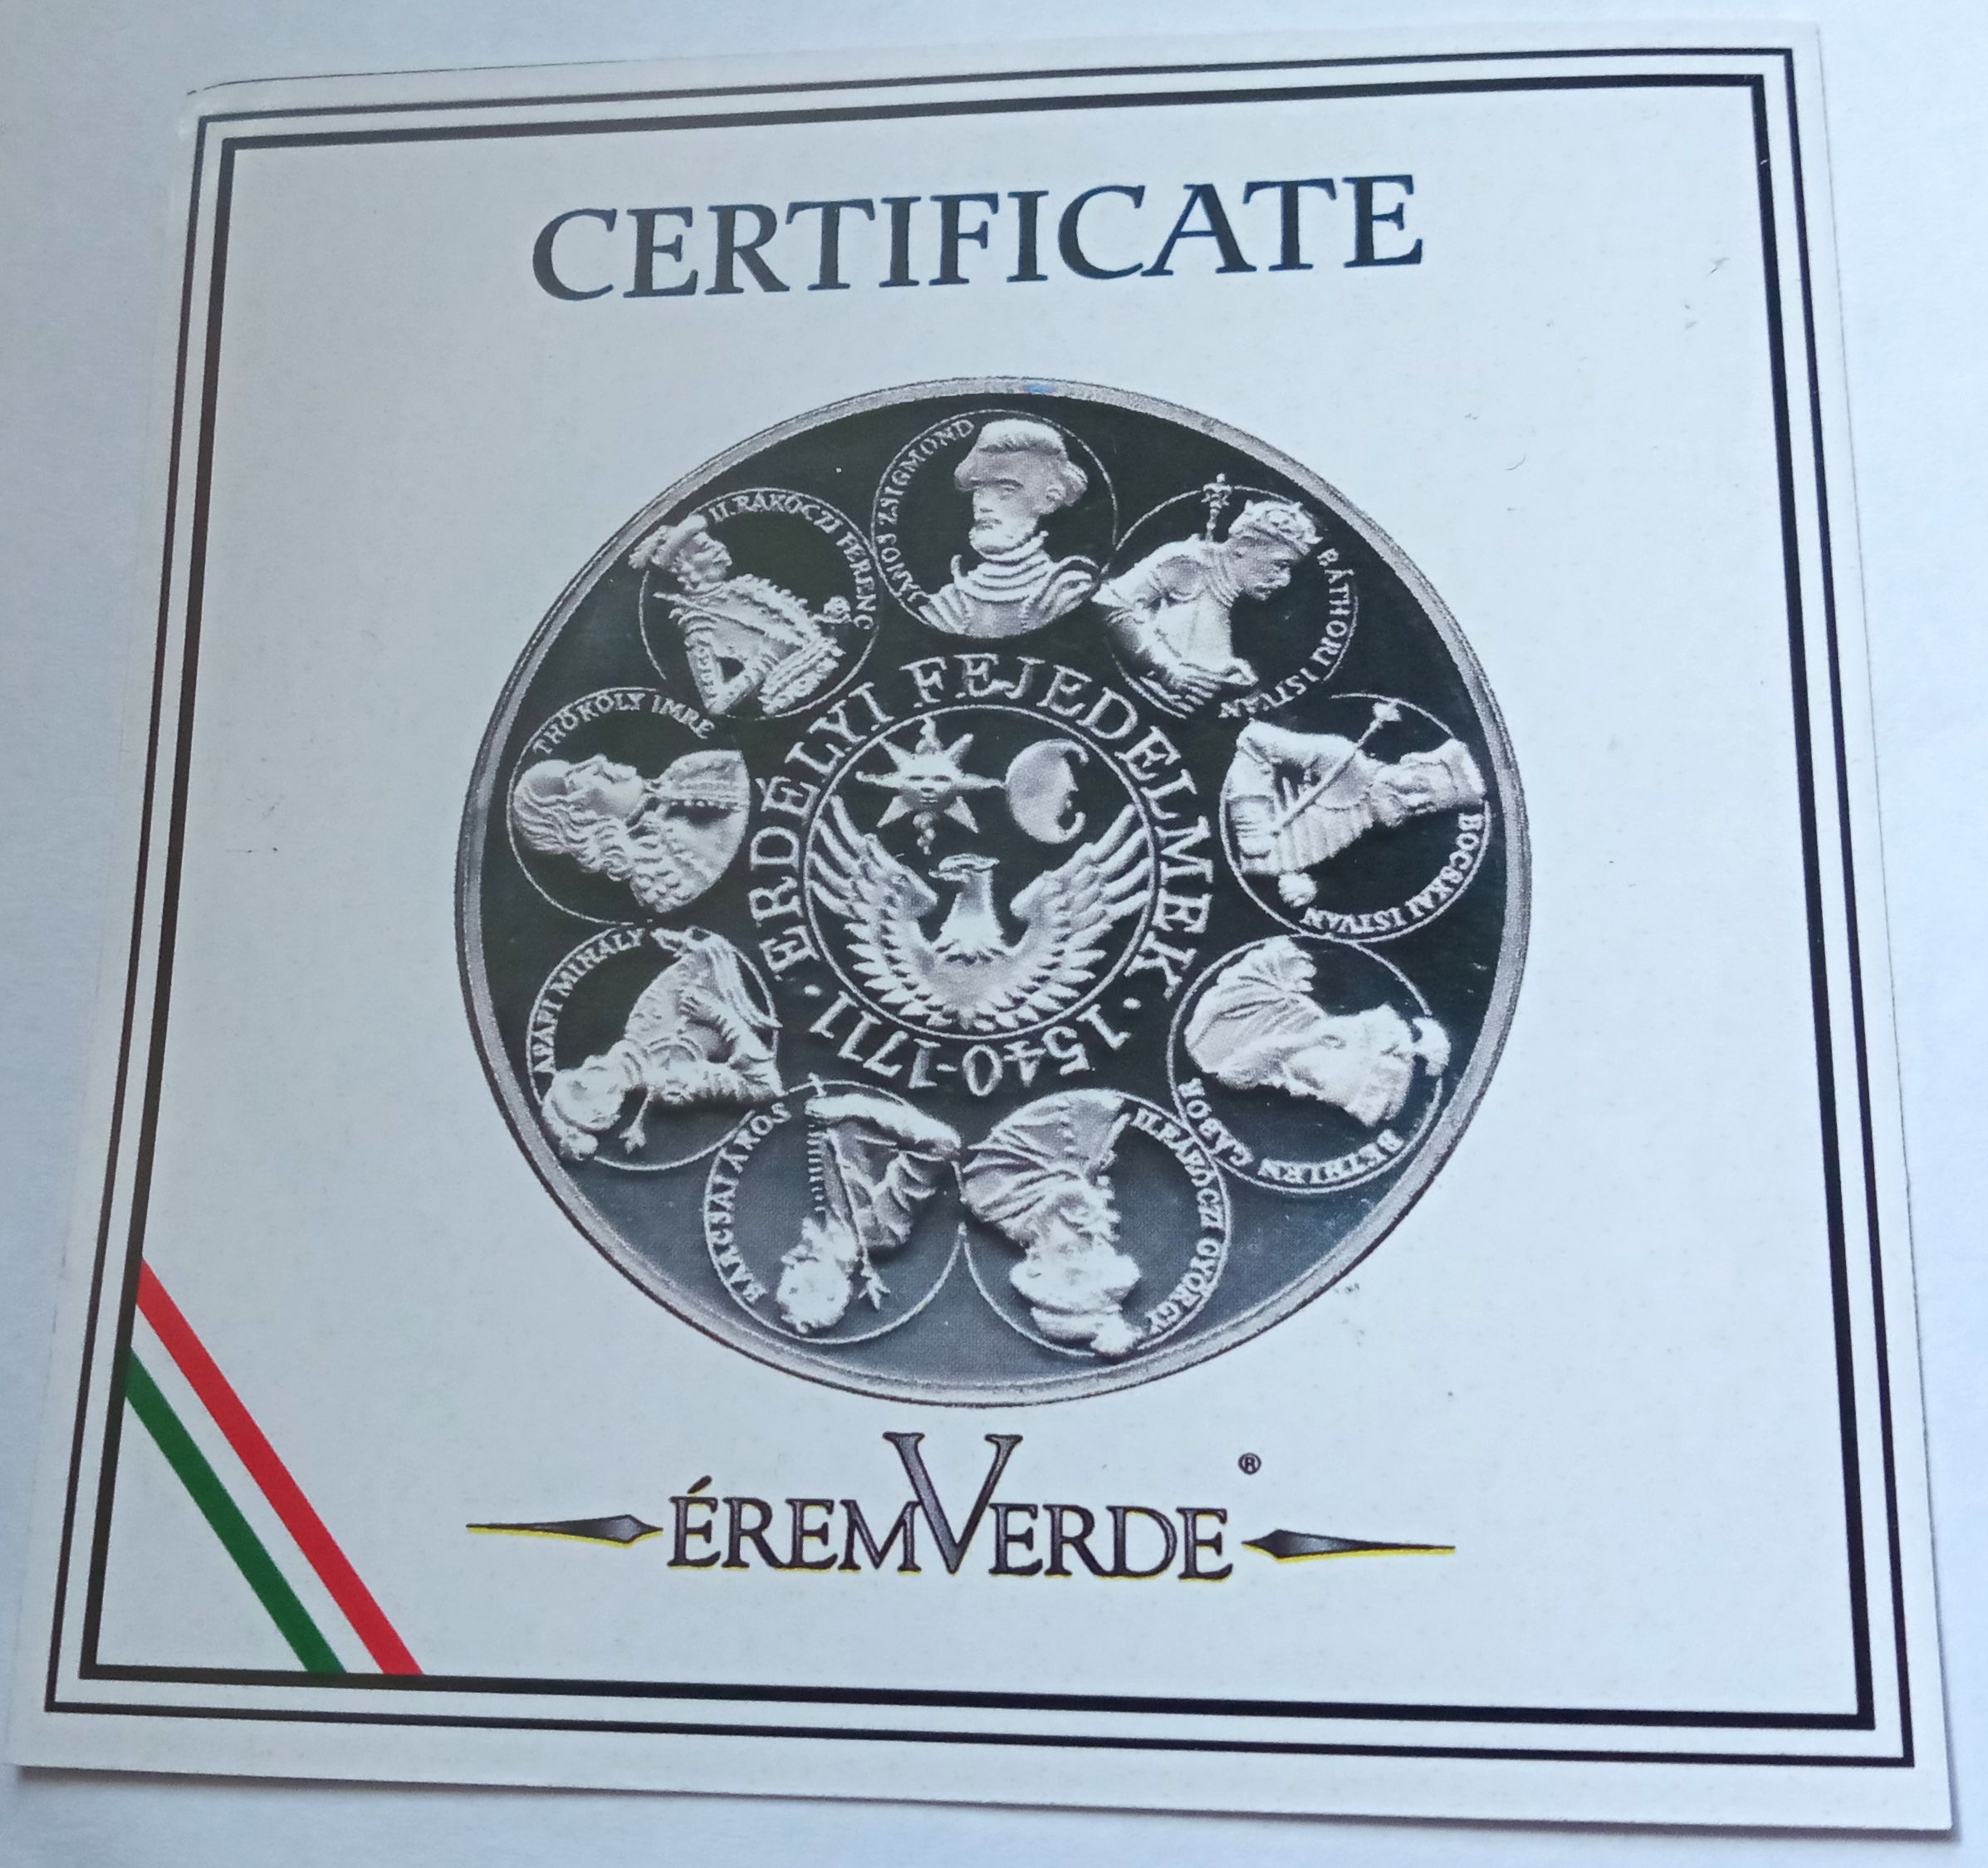 CERTIFICATE
JÁNOS ZSIGMOND
BÁTHORI ISTVÁN
BOCSKAI ISTVÁN
BETHLEN GÁBOR
II. RÁKÓCZI GYÖRGY
BARCSAI ÁKOS
APAFI MIHÁLY
THÖKÖLY IMRE
II. RÁKÓCZI FERENC
ERDÉLYI FEJEDELMEK · 1540-1711 ·
ÉREMVERDE ®